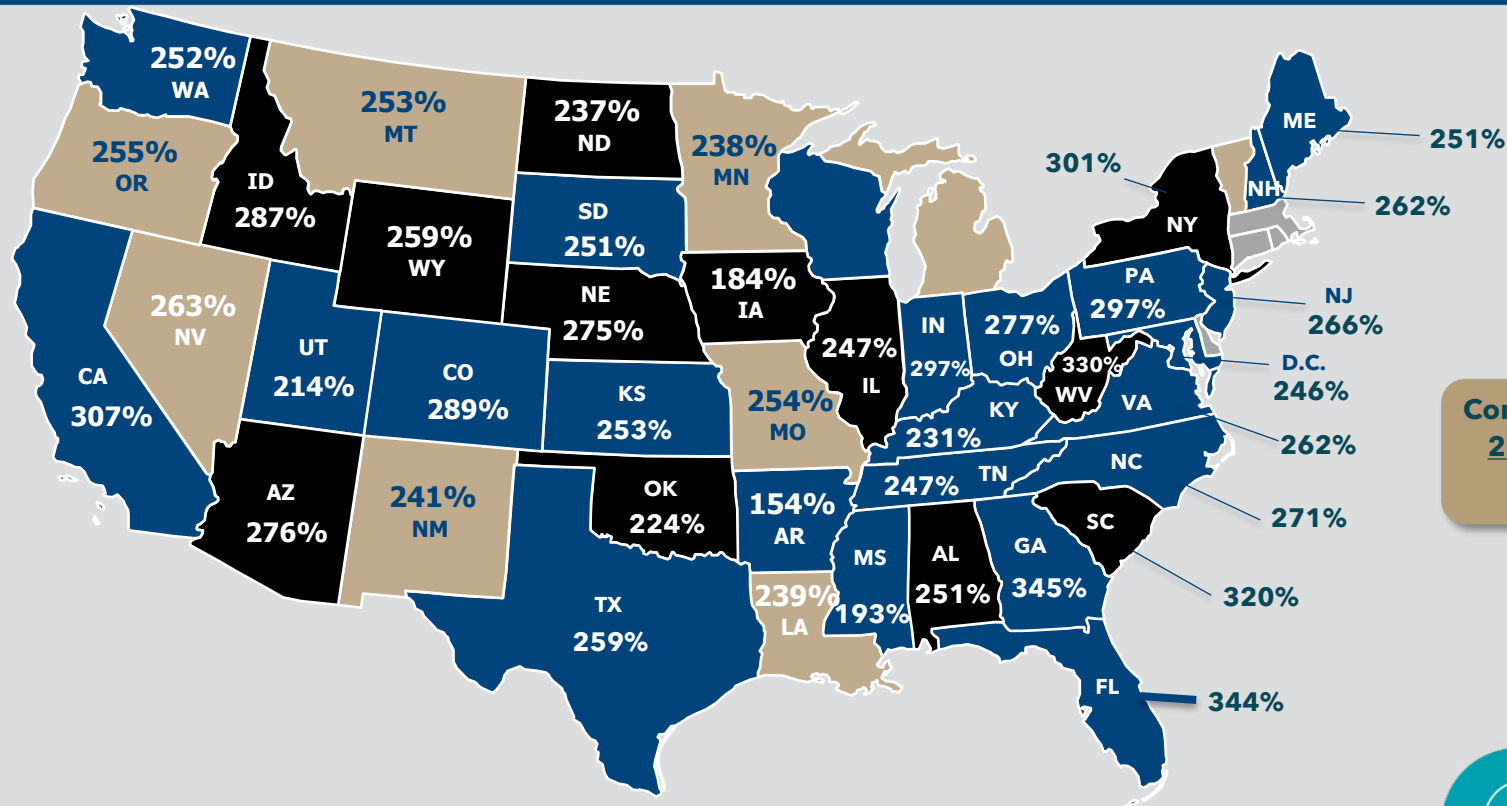 252%
WA
255%
OR
ID
287%
253%
MT
237%
ND
238%
MN
259%
WY
SD
251%
NE
275%
184%
IA
263%
NV
UT
214%
CO
289%
CA
307%
KS
253%
254%
MO
247%
IL
IN
297%
277%
OH
KY
231%
330%
WV
VA
262%
PA
297%
NY
301%
ME
251%
NH
262%
NJ
266%
D.C.
246%
AZ
276%
241%
NM
OK
224%
154%
AR
TN
247%
NC
271%
SC
320%
MS
193%
AL
251%
GA
345%
TX
259%
239%
LA
FL
344%